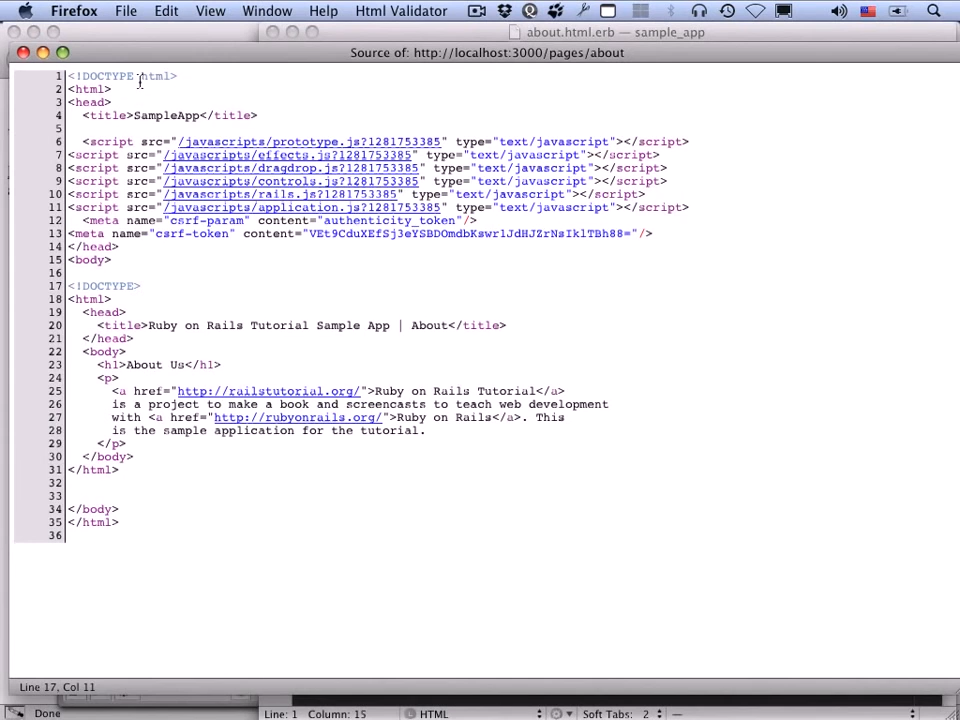 Firefox File Edit View Window Help Html Validator
about.html.erb — sample_app
Source of: http://localhost:3000/pages/about
1 <!DOCTYPE html>
2 <html>
3 <head>
4 <title>SampleApp</title>
5
6 <script src="/javascripts/prototype.js?1281753385" type="text/javascript"></script>
7 <script src="/javascripts/effects.js?1281753385" type="text/javascript"></script>
8 <script src="/javascripts/dragdrop.js?1281753385" type="text/javascript"></script>
9 <script src="/javascripts/controls.js?1281753385" type="text/javascript"></script>
10 <script src="/javascripts/rails.js?1281753385" type="text/javascript"></script>
11 <script src="/javascripts/application.js?1281753385" type="text/javascript"></script>
12 <meta name="csrf-param" content="authenticity_token"/>
13 <meta name="csrf-token" content="VEt9CduXEfSj3eYSBDOmdbKswr1JdHJZrNsIklTBh88="/>
14 </head>
15 <body>
16
17 <!DOCTYPE>
18 <html>
19 <head>
20 <title>Ruby on Rails Tutorial Sample App | About</title>
21 </head>
22 <body>
23 <h1>About Us</h1>
24 <p>
25 <a href="http://railstutorial.org/">Ruby on Rails Tutorial</a>
26 is a project to make a book and screencasts to teach web development
27 with <a href="http://rubyonrails.org/">Ruby on Rails</a>. This
28 is the sample application for the tutorial.
29 </p>
30 </body>
31 </html>
32
33
34 </body>
35 </html>
36
Line 17, Col 11
Done Line: 1 Column: 15 HTML Soft Tabs: 2 —